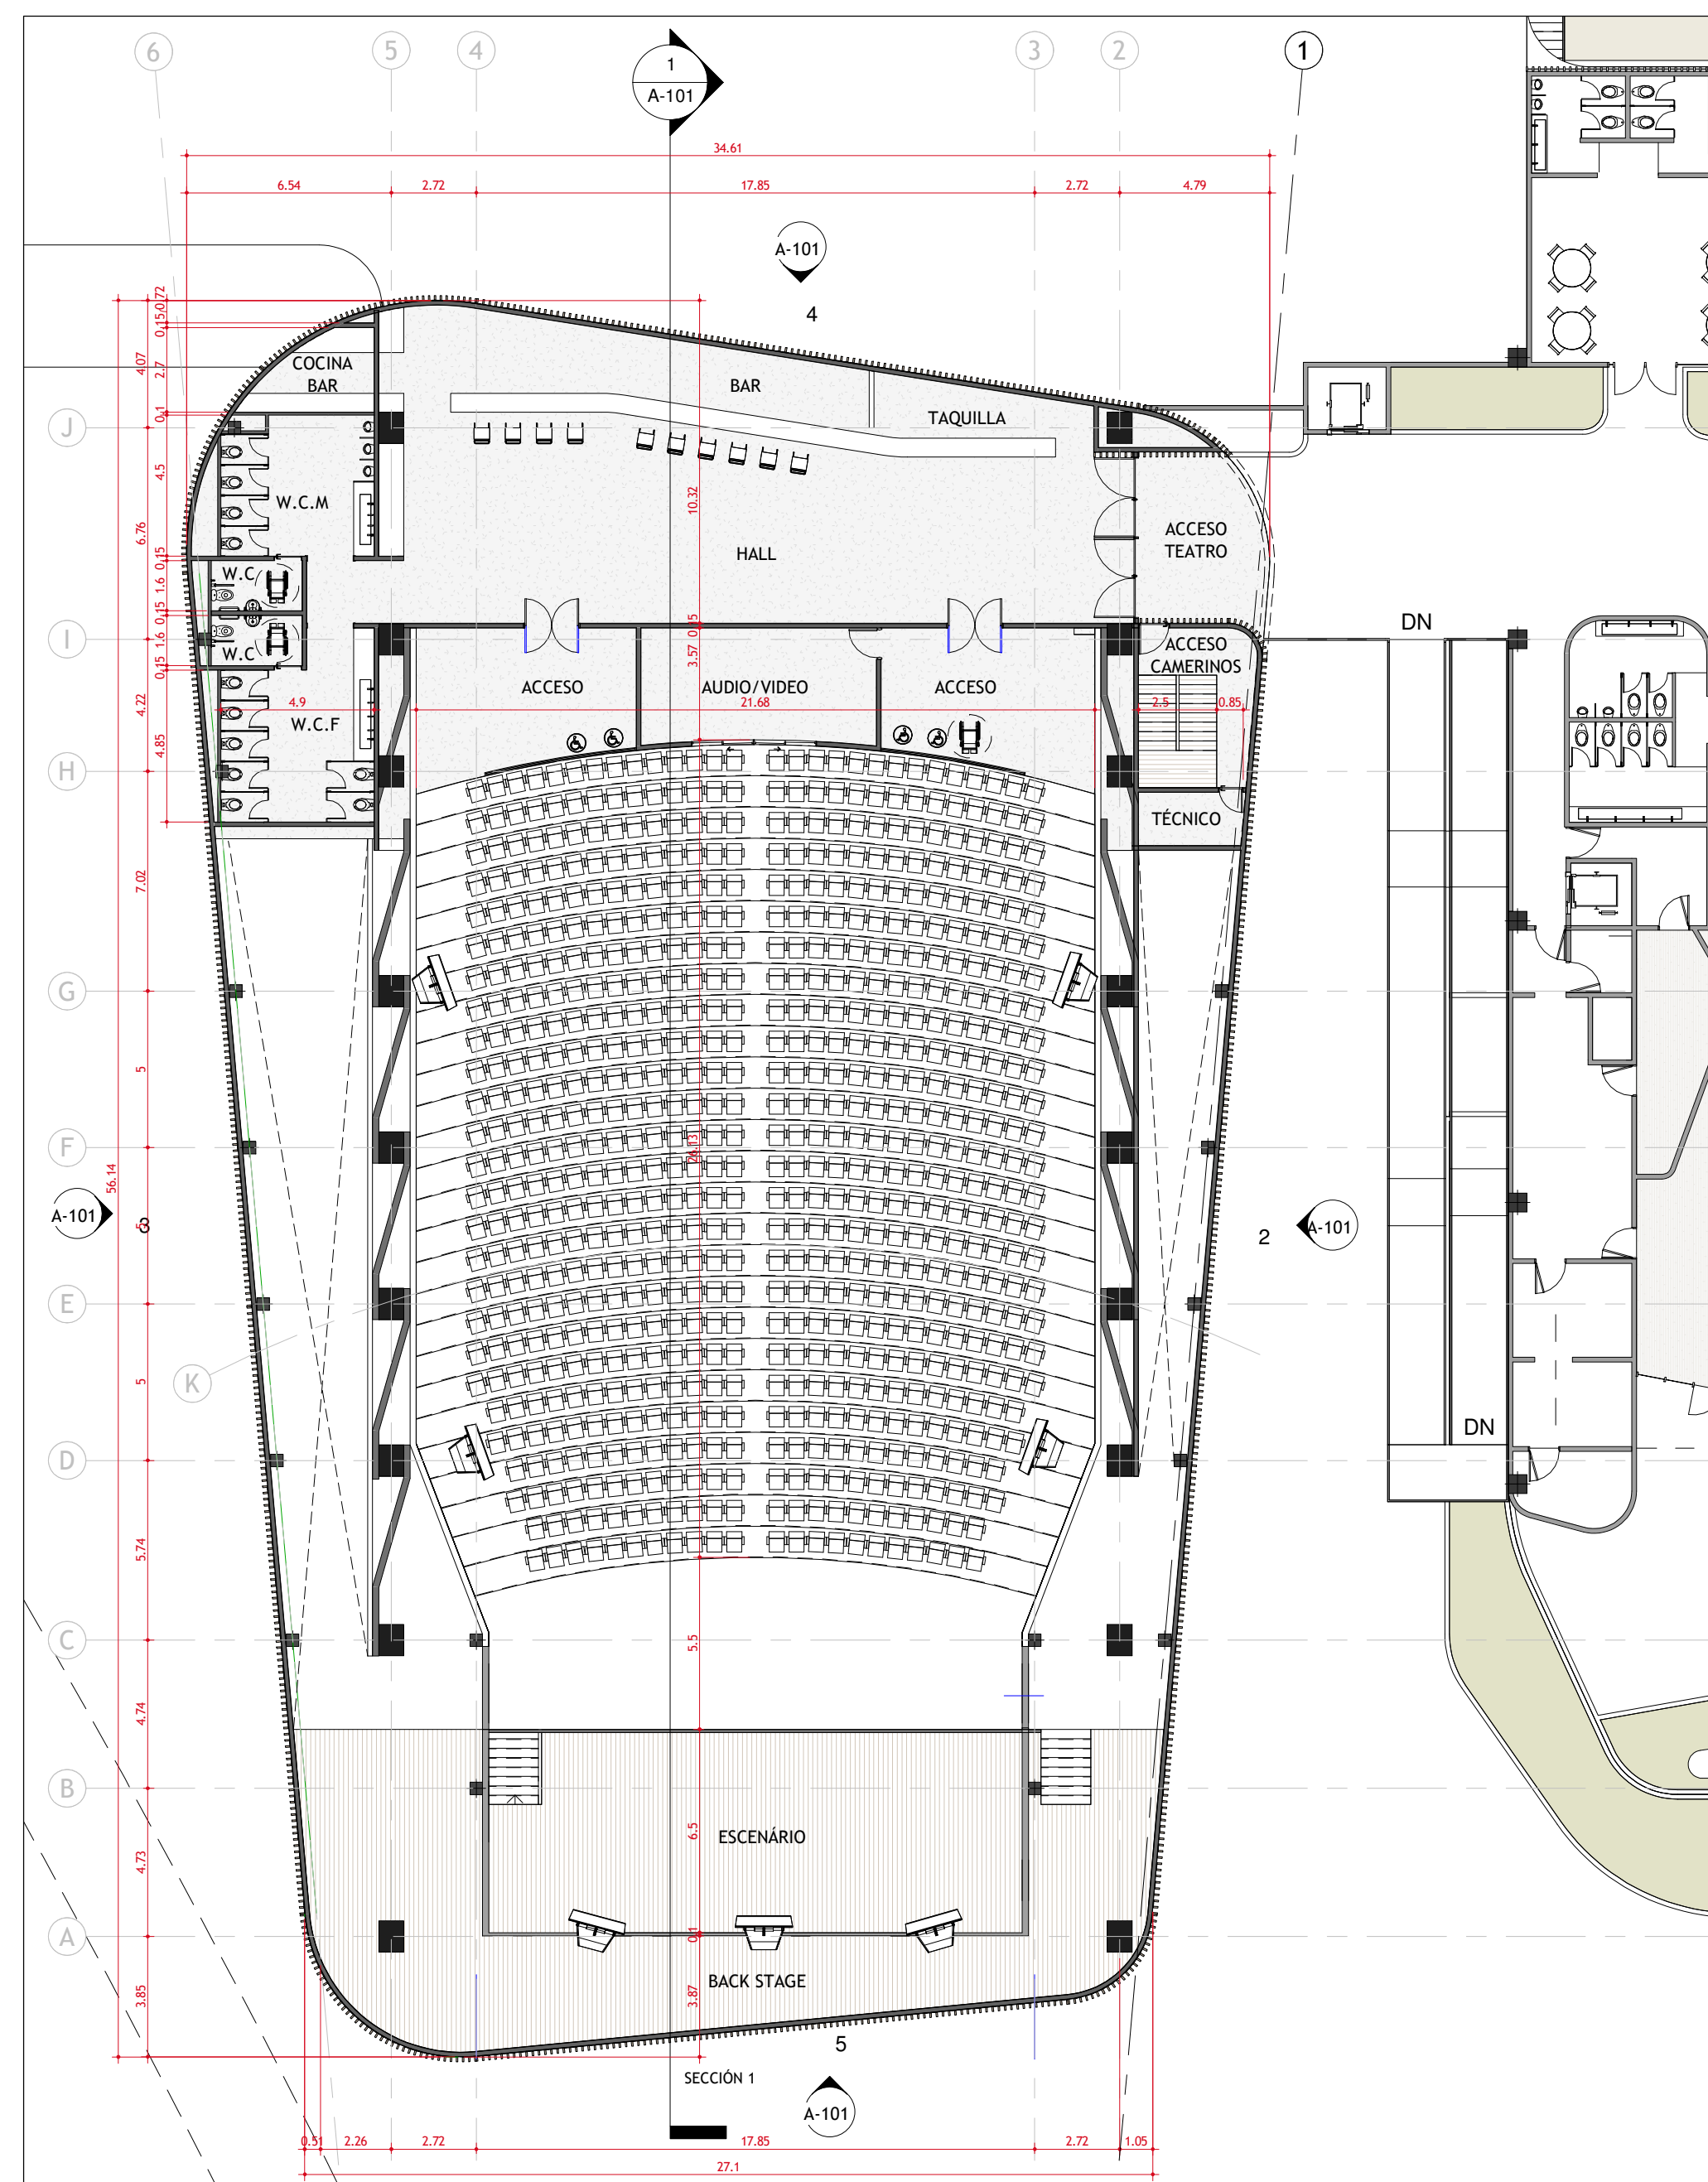 6
5
4
1
A-101
3
2
1
34.61
6.54
2.72
17.85
2.72
4.79
A-101
4
0.72
0.15
4.07
2.7
0.1
COCINA
BAR
BAR
TAQUILLA
J
4.5
W.C.M
10.32
6.76
HALL
ACCESO
TEATRO
0.15
W.C
1.6
0.15
I
1.6
W.C
0.15
0.15
3.57
DN
ACCESO
CAMERINOS
ACCESO
AUDIO/VIDEO
ACCESO
4.22
4.9
W.C.F
21.68
2.5
0.85
4.85
H
TÉCNICO
7.02
G
5
F
26.13
56.14
A-101
3
5
2
A-101
E
K
5
D
DN
5.74
C
5.5
4.74
B
6.5
ESCENÁRIO
4.73
A
0.1
BACK STAGE
3.85
3.87
5
SECCIÓN 1
A-101
0.51
2.26
2.72
17.85
2.72
1.05
27.1